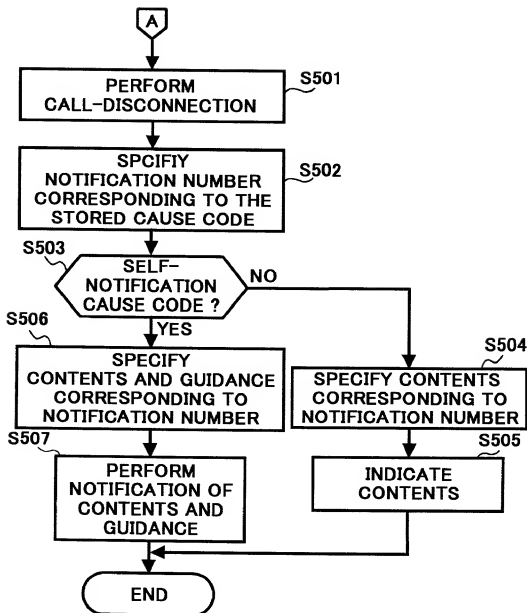 A
PERFORM
CALL-DISCONNECTION
S501
SPCIFIY
NOTIFICATION NUMBER
CORRESPONDING TO THE
STORED CAUSE CODE
S502
S503
SELF-
NOTIFICATION
CAUSE CODE ?
NO
YES
S506
SPECIFY
CONTENTS AND GUIDANCE
CORRESPONDING TO
NOTIFICATION NUMBER
S504
SPECIFY CONTENTS
CORRESPONDING TO
NOTIFICATION NUMBER
S507
PERFORM
NOTIFICATION OF
CONTENTS AND
GUIDANCE
S505
INDICATE
CONTENTS
END